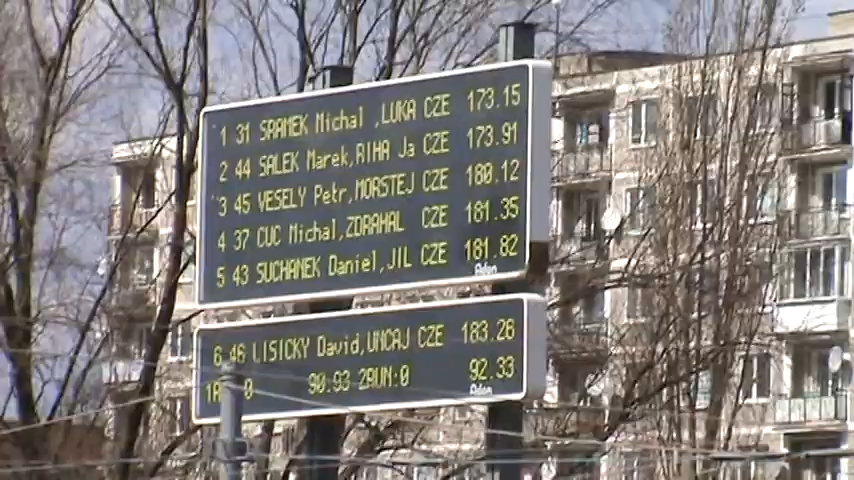 1 31 SRAMEK Michal ,LUKA CZE 173.15
2 44 SALEK Marek,RIHA Ja CZE 173.91
3 45 VESELY Petr,MORSTEJ CZE 180.12
4 37 CUC Michal,ZDRAHAL CZE 181.35
5 43 SUCHANEK Daniel,JIL CZE 181.82
6 46 LISICKY David,UNCAJ CZE 183.26
0 90.93 2RUN:0 92.33